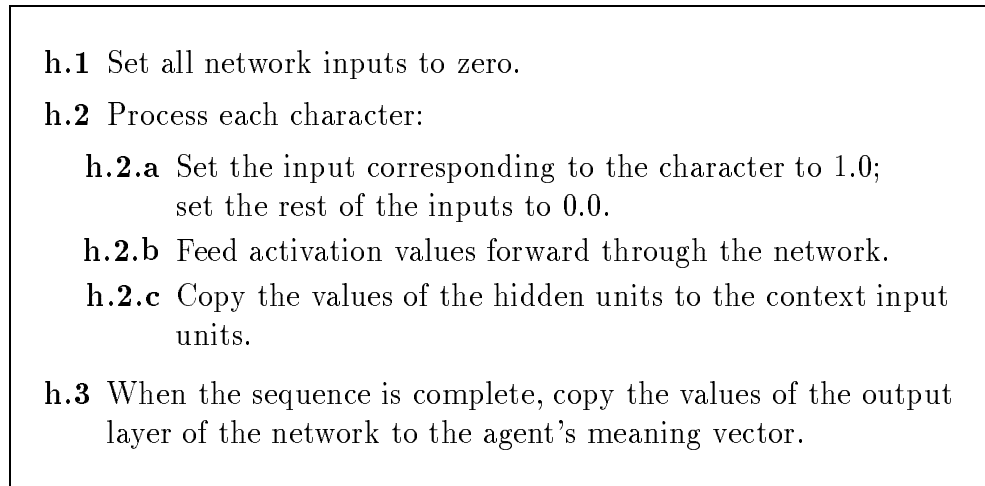 h.1 Set all network inputs to zero.
h.2 Process each character:
h.2.a Set the input corresponding to the character to 1.0;
set the rest of the inputs to 0.0.
h.2.b Feed activation values forward through the network.
h.2.c Copy the values of the hidden units to the context input
units.
h.3 When the sequence is complete, copy the values of the output
layer of the network to the agent's meaning vector.